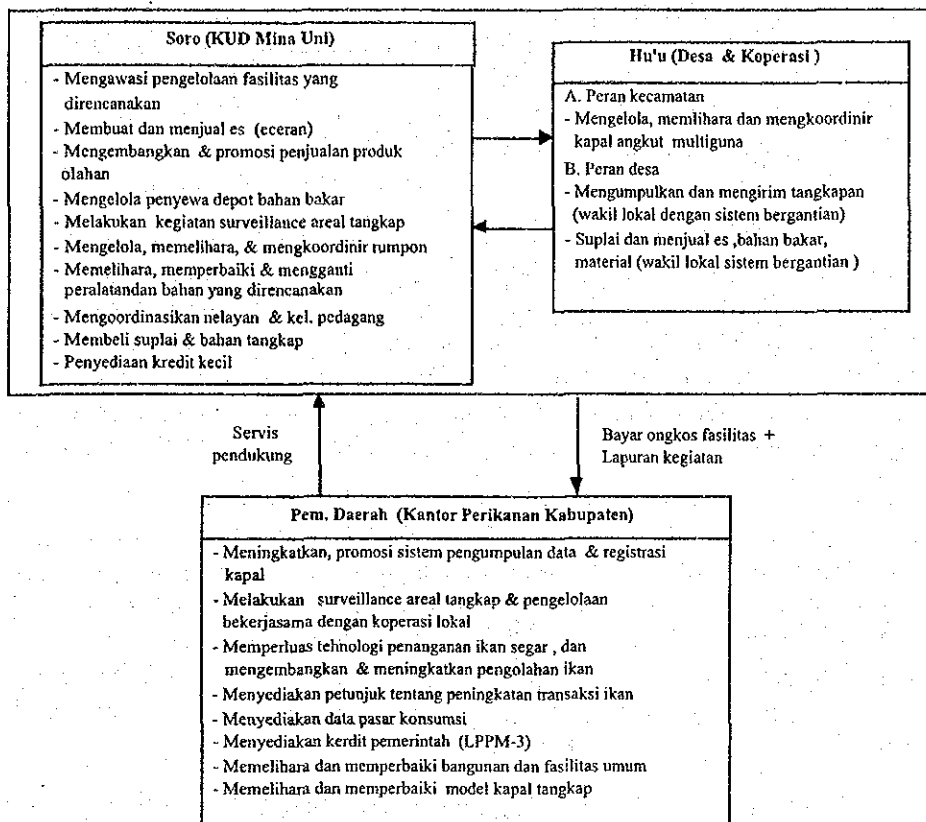 Soro (KUD Mina Uni)
- Mengawasi pengelolaan fasilitas yang
direncanakan
- Membuat dan menjual es (eceran)
- Mengembangkan & promosi penjualan produk
olahan
- Mengelola penyewa depot bahan bakar
- Melakukan kegiatan surveillance areal tangkap
- Mengelola, memelihara, & mengkoordinir rumpon
- Memelihara, memperbaiki & mengganti
peralatandan bahan yang direncanakan
- Mengoordinasikan nelayan & kel. pedagang
- Membeli suplai & bahan tangkap
- Penyediaan kredit kecil
Hu'u (Desa & Koperasi )
A. Peran kecamatan
- Mengelola, memlihara dan mengkoordinir
kapal angkut multiguna
B. Peran desa
- Mengumpulkan dan mengirim tangkapan
(wakil lokal dengan sistem bergantian)
- Suplai dan menjual es ,bahan bakar,
material (wakil lokal sistem bergantian )
Servis
pendukung
Bayar ongkos fasilitas +
Lapuran kegiatan
Pem. Daerah (Kantor Perikanan Kabupaten)
- Meningkatkan, promosi sistem pengumpulan data & registrasi
kapal
- Melakukan surveillance areal tangkap & pengelolaan
bekerjasama dengan koperasi lokal
- Memperluas tehnologi penanganan ikan segar , dan
mengembangkan & meningkatkan pengolahan ikan
- Menyediakan petunjuk tentang peningkatan transaksi ikan
- Menyediakan data pasar konsumsi
- Menyediakan kerdit pemerintah (LPPM-3)
- Memelihara dan memperbaiki bangunan dan fasilitas umum
- Memelihara dan memperbaiki model kapal tangkap